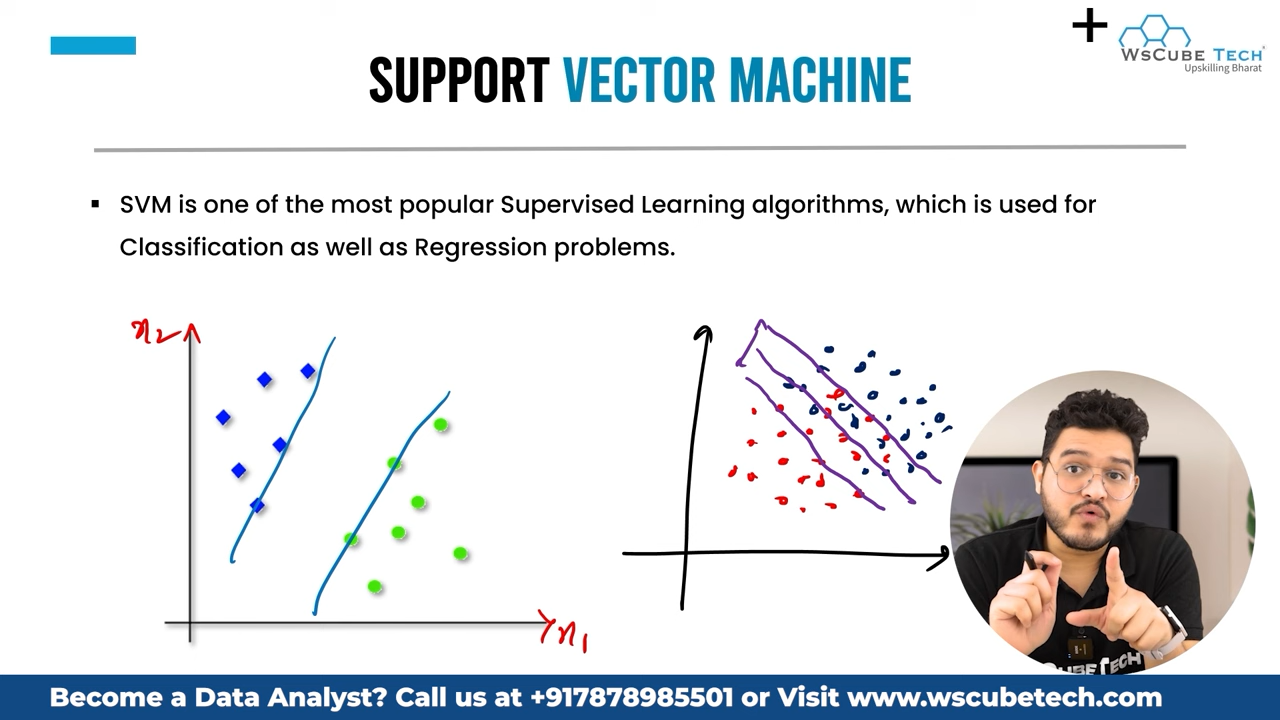 WsCube Tech
Upskilling Bharat
SUPPORT VECTOR MACHINE
SVM is one of the most popular Supervised Learning algorithms, which is used for
Classification as well as Regression problems.
x2
x1
Become a Data Analyst? Call us at +917878985501 or Visit www.wscubetech.com